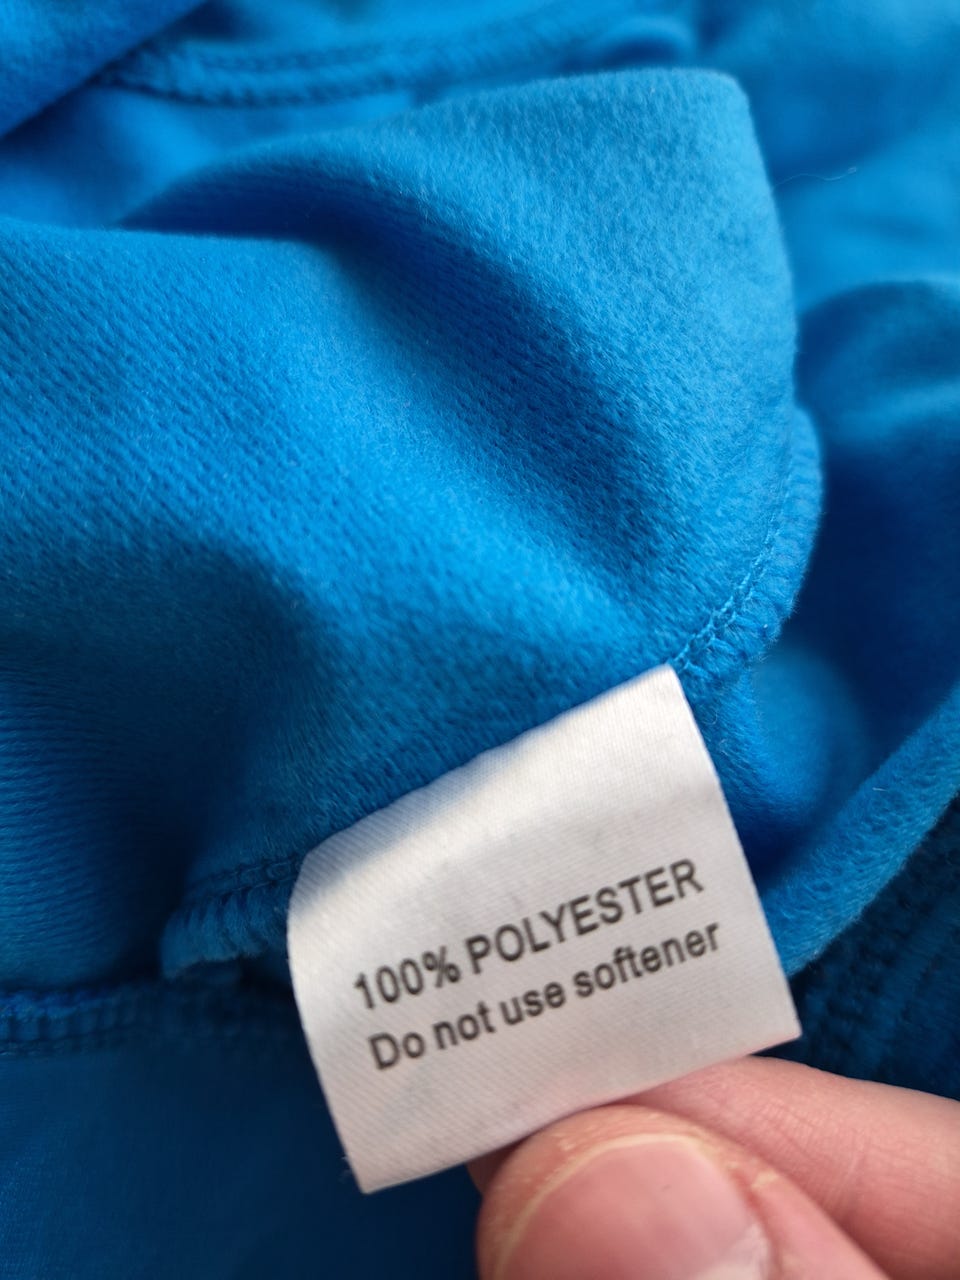 100% POLYESTER
Do not use softener